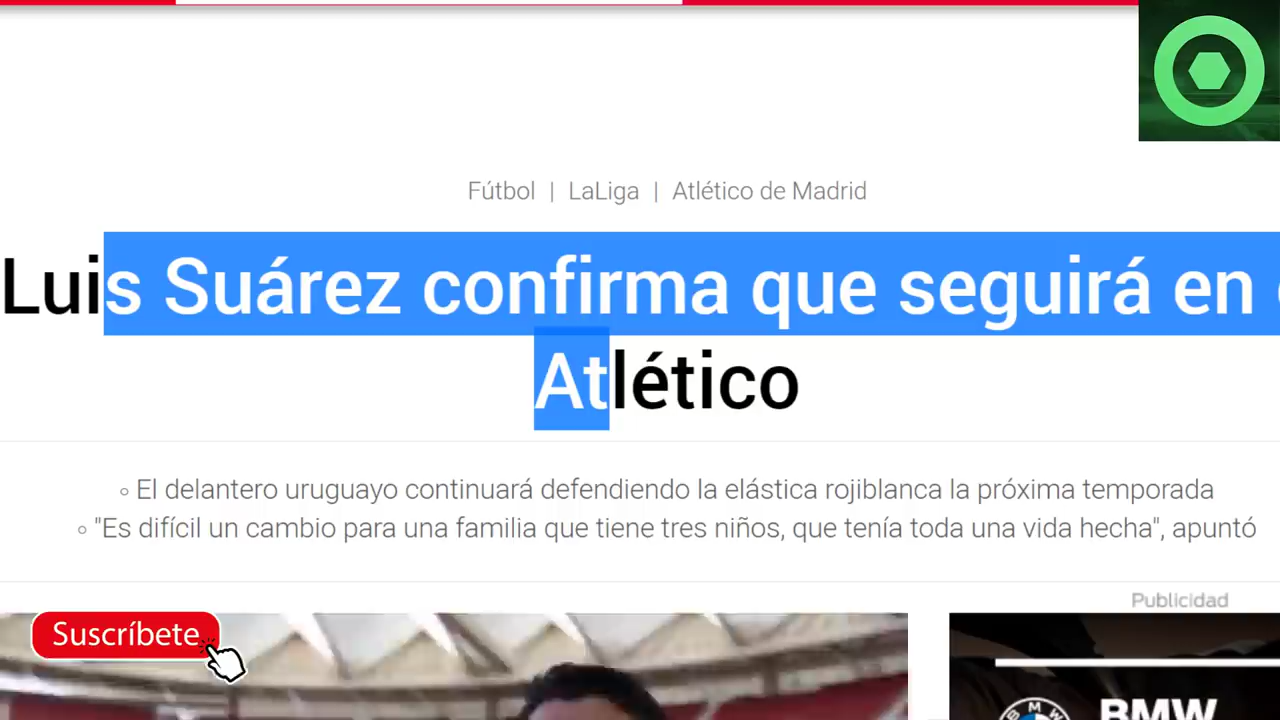 Fútbol | LaLiga | Atlético de Madrid
Luis Suárez confirma que seguirá en
Atlético
El delantero uruguayo continuará defendiendo la elástica rojiblanca la próxima temporada
"Es difícil un cambio para una familia que tiene tres niños, que tenía toda una vida hecha", apuntó
Publicidad
Suscríbete
BMW
BMW